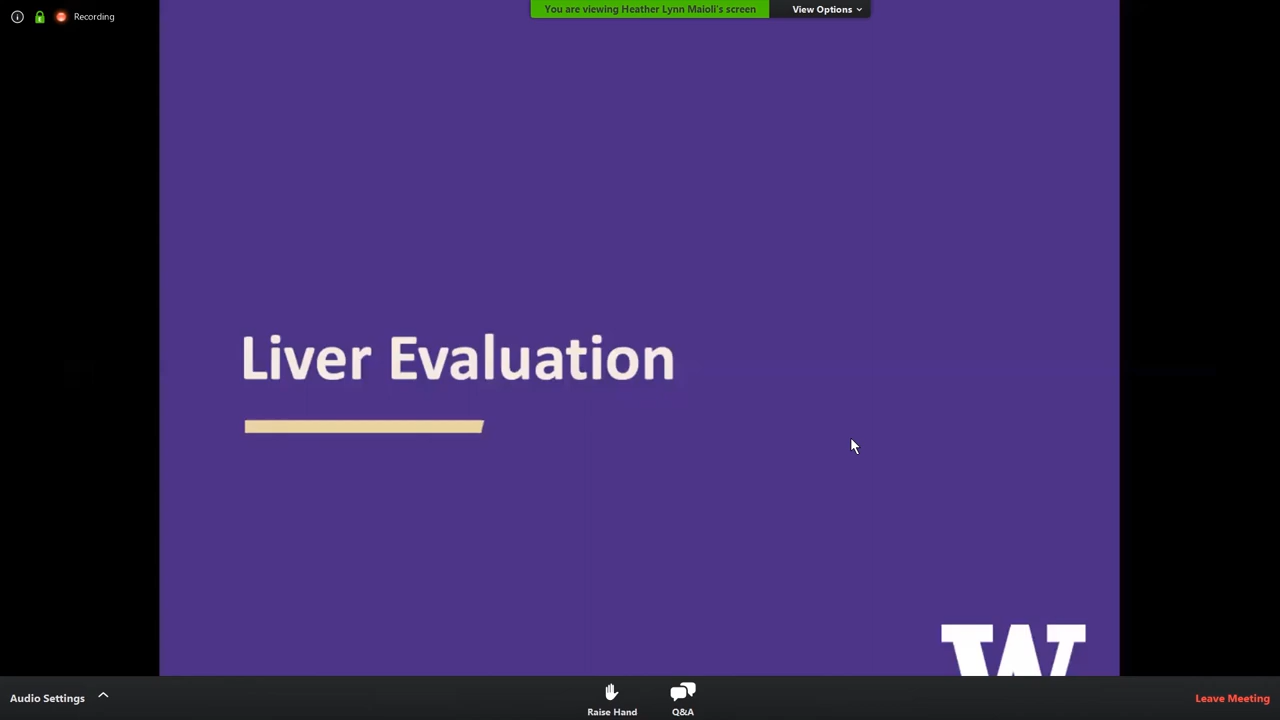 Recording
You are viewing Heather Lynn Maioli's screen
View Options
Liver Evaluation
W
Audio Settings
Raise Hand
Q&A
Leave Meeting